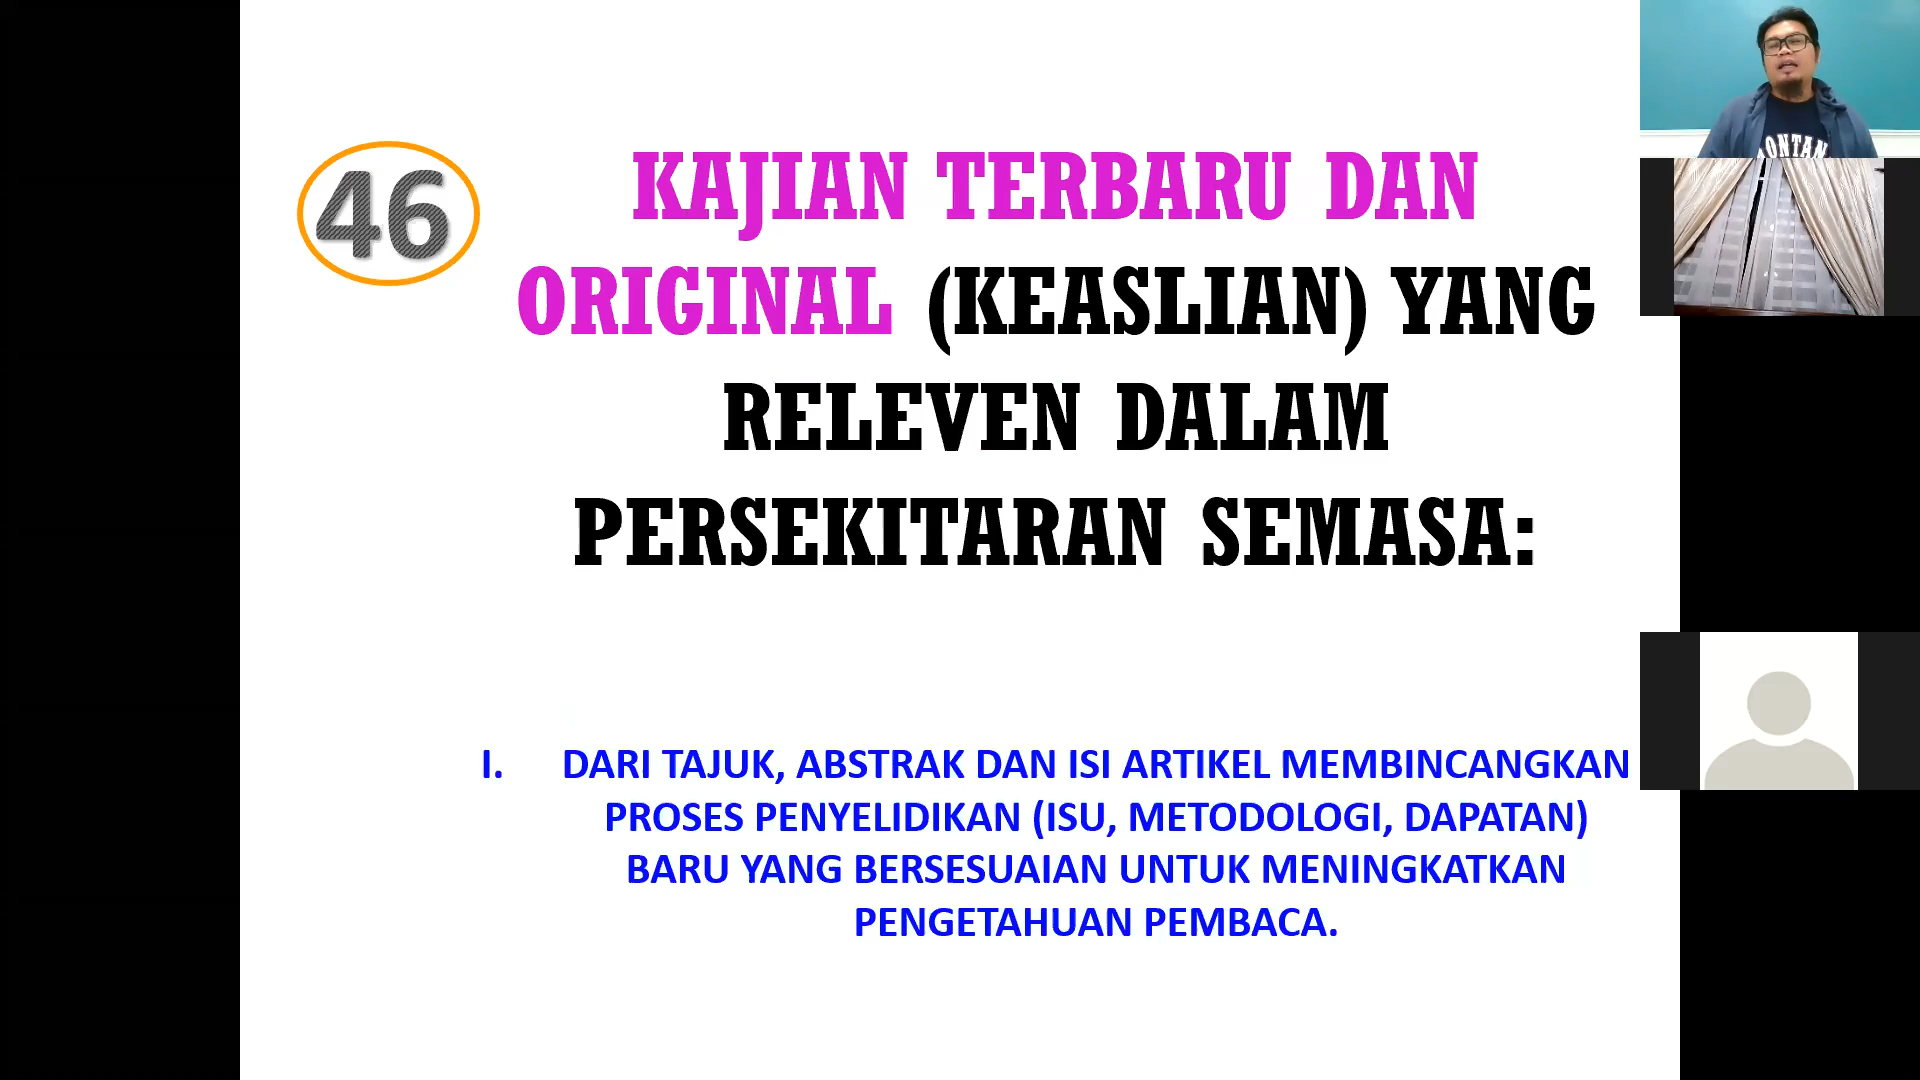 46
KAJIAN TERBARU DAN
ORIGINAL (KEASLIAN) YANG
RELEVEN DALAM
PERSEKITARAN SEMASA:
I. DARI TAJUK, ABSTRAK DAN ISI ARTIKEL MEMBINCANGKAN
PROSES PENYELIDIKAN (ISU, METODOLOGI, DAPATAN)
BARU YANG BERSESUAIAN UNTUK MENINGKATKAN
PENGETAHUAN PEMBACA.